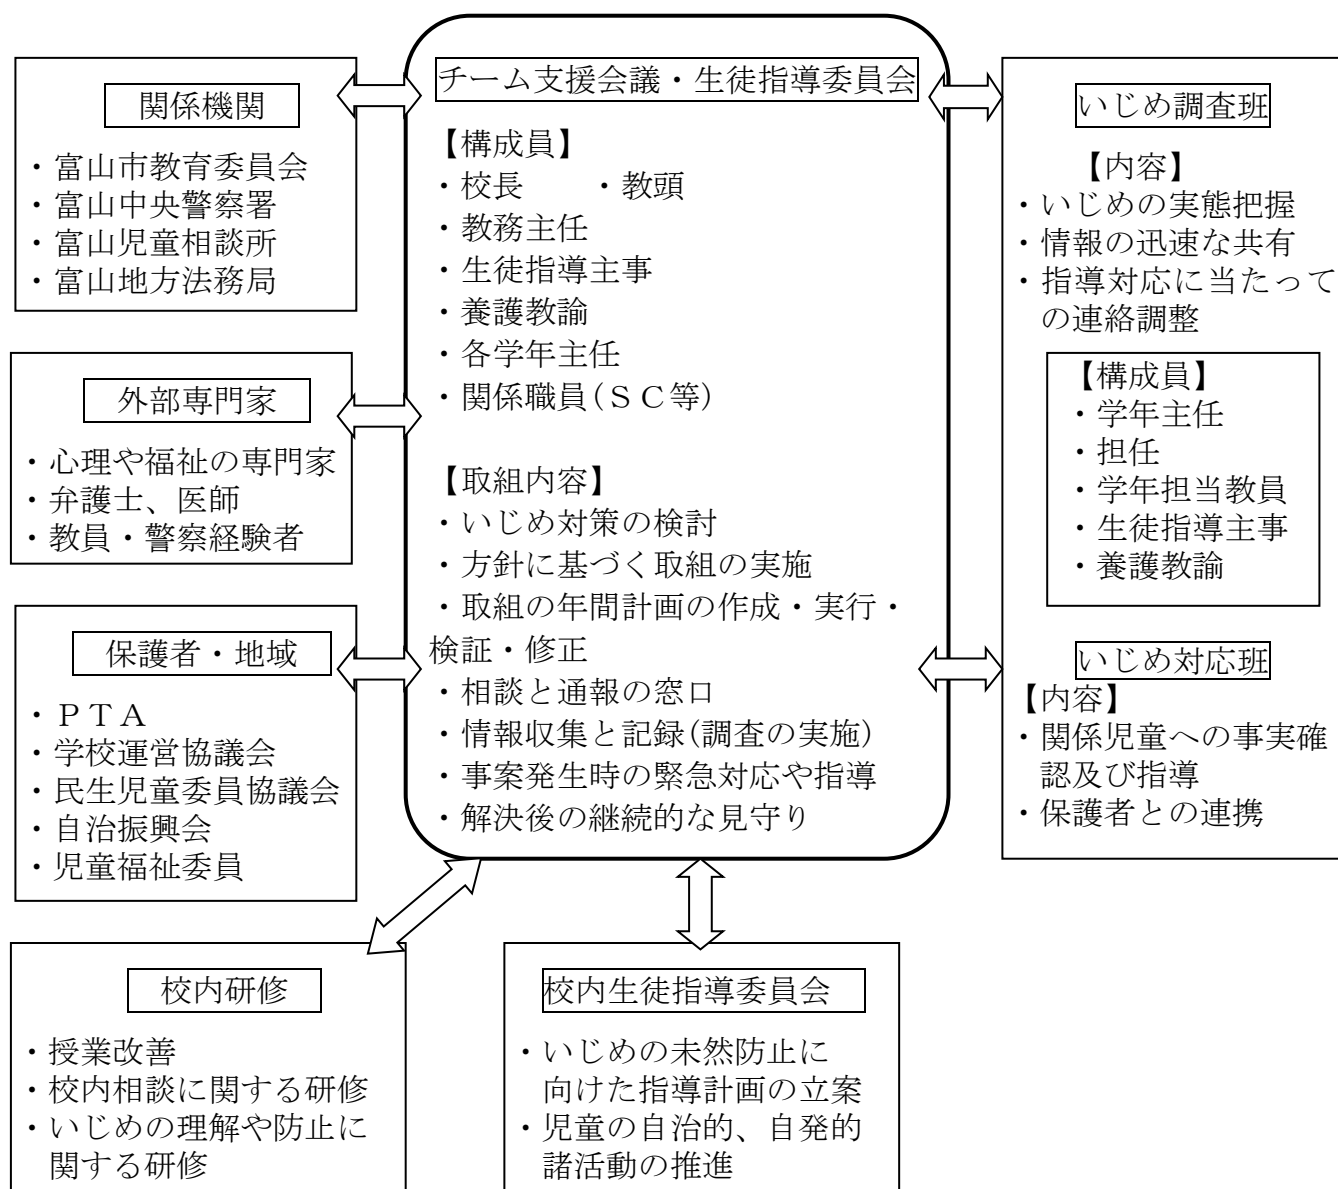 チーム支援会議・生徒指導委員会
【構成員】
・校長　　・教頭
・教務主任
・生徒指導主事
・養護教諭
・各学年主任
・関係職員(ＳＣ等)
【取組内容】
・いじめ対策の検討
・方針に基づく取組の実施
・取組の年間計画の作成・実行・
検証・修正
・相談と通報の窓口
・情報収集と記録(調査の実施)
・事案発生時の緊急対応や指導
・解決後の継続的な見守り
関係機関
・富山市教育委員会
・富山中央警察署
・富山児童相談所
・富山地方法務局
外部専門家
・心理や福祉の専門家
・弁護士、医師
・教員・警察経験者
保護者・地域
・ＰＴＡ
・学校運営協議会
・民生児童委員協議会
・自治振興会
・児童福祉委員
いじめ調査班
【内容】
・いじめの実態把握
・情報の迅速な共有
・指導対応に当たって
の連絡調整
【構成員】
・学年主任
・担任
・学年担当教員
・生徒指導主事
・養護教諭
いじめ対応班
【内容】
・関係児童への事実確
認及び指導
・保護者との連携
校内研修
・授業改善
・校内相談に関する研修
・いじめの理解や防止に
関する研修
校内生徒指導委員会
・いじめの未然防止に
向けた指導計画の立案
・児童の自治的、自発的
諸活動の推進